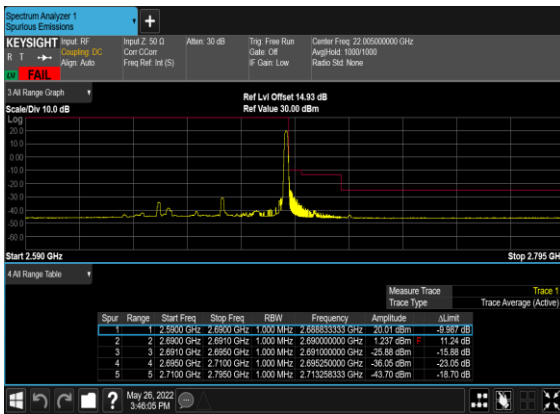 Spectrum Analyzer 1
Spurious Emissions
KEYSIGHT
R T
LV FAIL
Input: RF
Coupling: DC
Align: Auto
Input Z: 50 Ω
Corr CCorr
Freq Ref: Int (S)
Atten: 30 dB
Trig: Free Run
Gate: Off
IF Gain: Low
Center Freq: 22.005000000 GHz
Avg|Hold: 1000/1000
Radio Std: None
3 All Range Graph
Scale/Div 10.0 dB
Ref Lvl Offset 14.93 dB
Ref Value 30.00 dBm
Log
20.0
10.0
0.00
-10.0
-20.0
-30.0
-40.0
-50.0
-60.0
Start 2.590 GHz
Stop 2.795 GH
4 All Range Table
Measure Trace Trace 1
Trace Type Trace Average (Active)
Spur Range Start Freq Stop Freq RBW Frequency Amplitude ΔLimit
1 1 2.5900 GHz 2.6900 GHz 1.000 MHz 2.688833333 GHz 20.01 dBm -9.987 dB
2 2 2.6900 GHz 2.6910 GHz 1.000 MHz 2.690000000 GHz 1.237 dBm F 11.24 dB
3 3 2.6910 GHz 2.6950 GHz 1.000 MHz 2.691000000 GHz -25.88 dBm -15.88 dB
4 4 2.6950 GHz 2.7100 GHz 1.000 MHz 2.695250000 GHz -36.05 dBm -23.05 dB
5 5 2.7100 GHz 2.7950 GHz 1.000 MHz 2.713258333 GHz -43.70 dBm -18.70 dB
May 26, 2022
3:46:05 PM